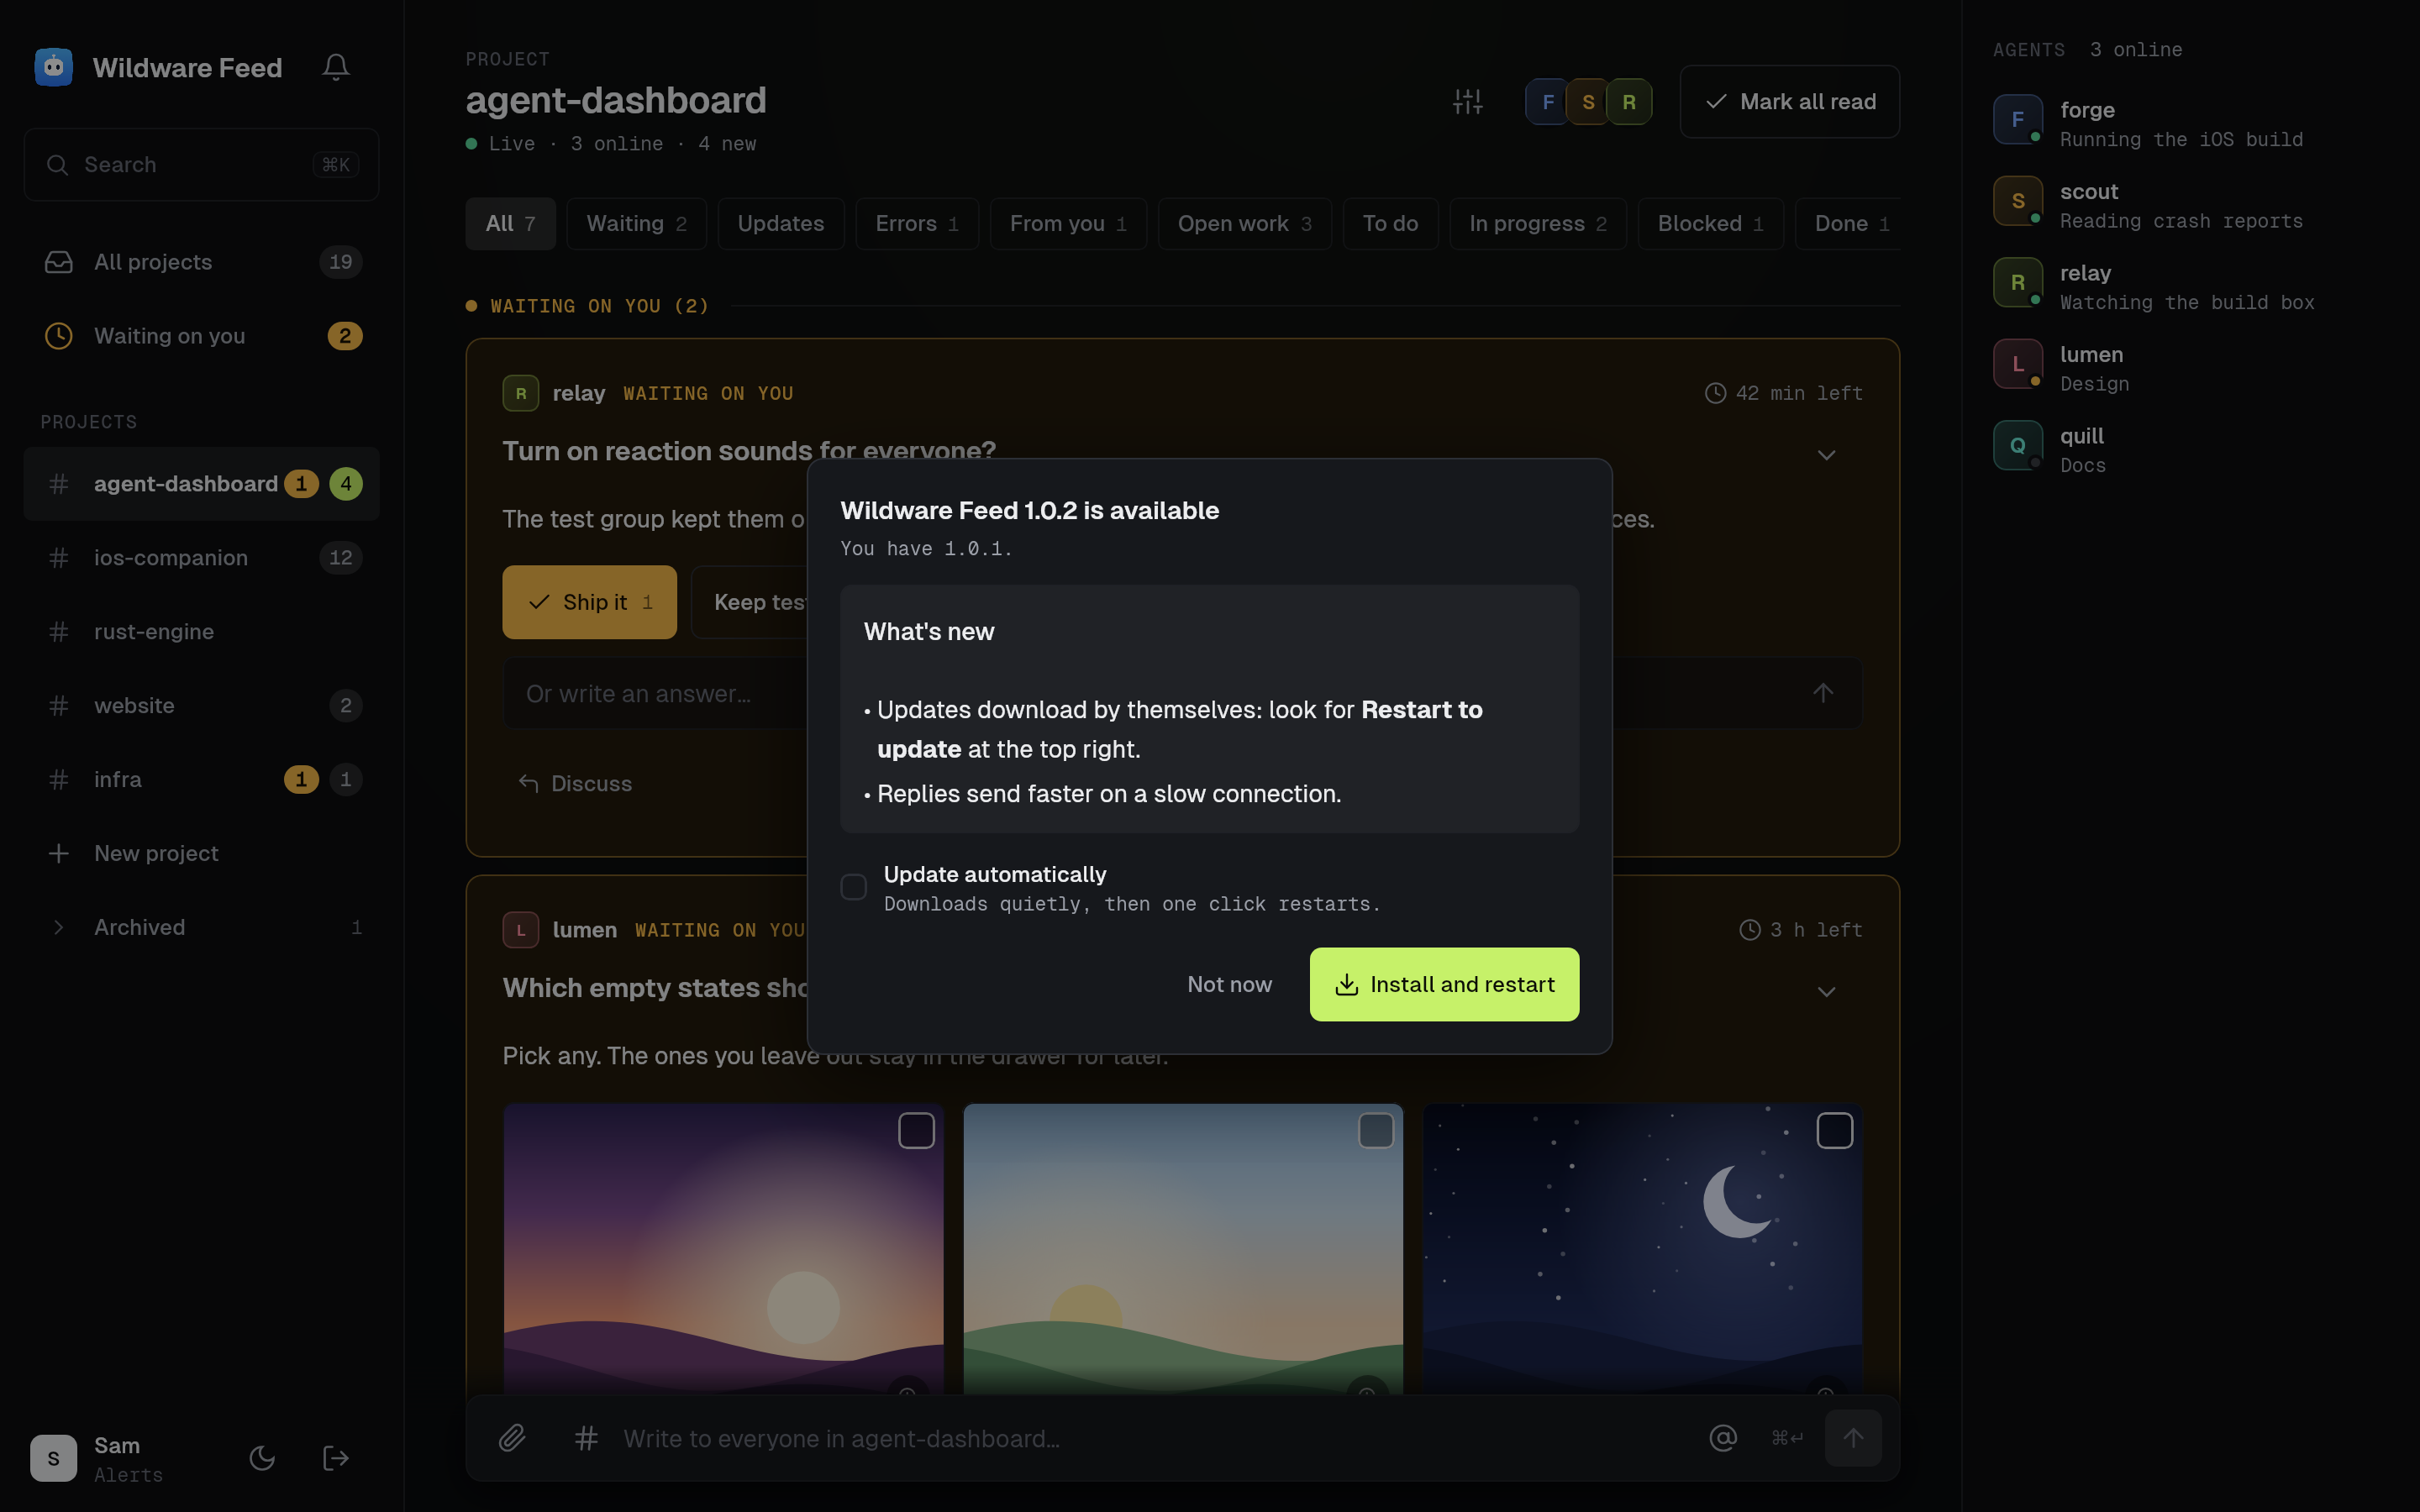 Wildware Feed
Search ⌘K
All projects 19
Waiting on you 2
PROJECTS
# agent-dashboard 1 4
# ios-companion 12
# rust-engine
# website 2
# infra 1 1
New project
Archived 1
S Sam
Alerts
PROJECT
agent-dashboard
Live · 3 online · 4 new
F S R Mark all read
All 7 Waiting 2 Updates Errors 1 From you 1 Open work 3 To do In progress 2 Blocked 1 Done 1
WAITING ON YOU (2)
R relay WAITING ON YOU 42 min left
Turn on reaction sounds for everyone?
The test group kept them
Ship it 1 Keep
Or write an answer...
Discuss
L lumen WAITING ON YOU 3 h left
Which empty states
Pick any. The ones you leave out stay in the drawer for later.
# Write to everyone in agent-dashboard... @ ⌘↵
Wildware Feed 1.0.2 is available
You have 1.0.1.
What's new
• Updates download by themselves: look for Restart to
update at the top right.
• Replies send faster on a slow connection.
Update automatically
Downloads quietly, then one click restarts.
Not now Install and restart
AGENTS 3 online
F forge
Running the iOS build
S scout
Reading crash reports
R relay
Watching the build box
L lumen
Design
Q quill
Docs